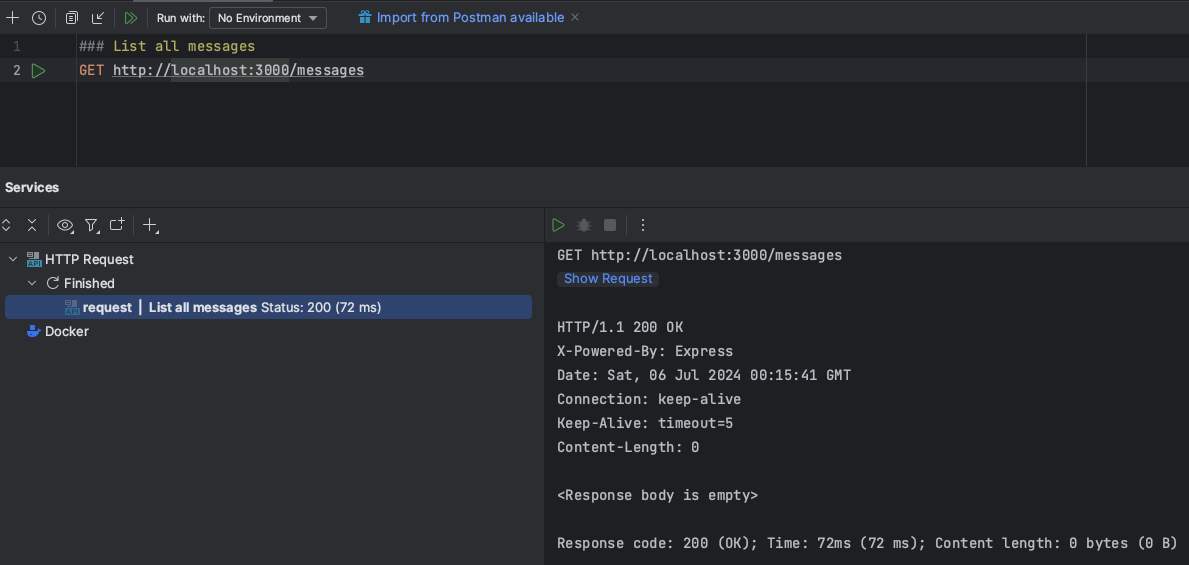 Run with: No Environment Import from Postman available
1 ### List all messages
2 GET http://localhost:3000/messages
Services
HTTP Request
Finished
request | List all messages Status: 200 (72 ms)
Docker
GET http://localhost:3000/messages
Show Request
HTTP/1.1 200 OK
X-Powered-By: Express
Date: Sat, 06 Jul 2024 00:15:41 GMT
Connection: keep-alive
Keep-Alive: timeout=5
Content-Length: 0
<Response body is empty>
Response code: 200 (OK); Time: 72ms (72 ms); Content length: 0 bytes (0 B)